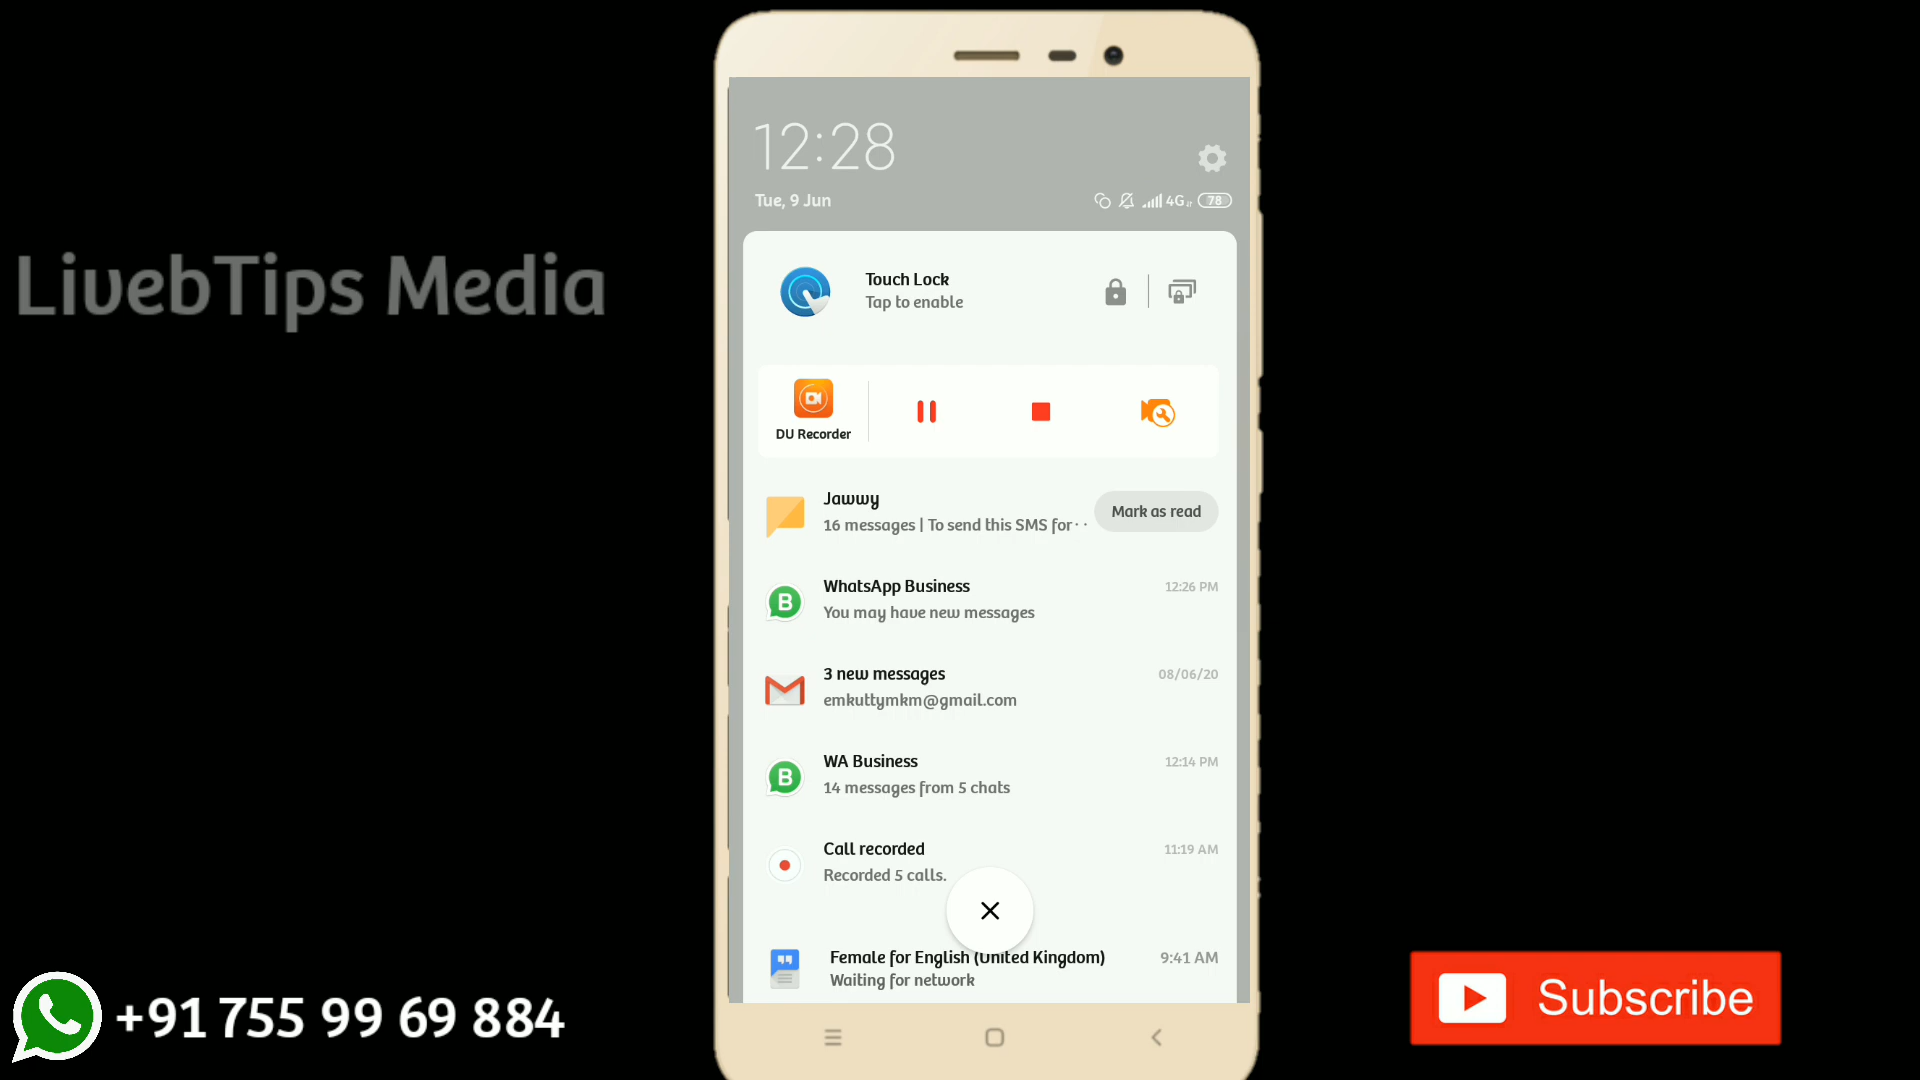 12:28
Tue, 9 Jun
4G
78
LivebTips Media
Touch Lock
Tap to enable
DU Recorder
Jawwy
16 messages | To send this SMS for· ·
Mark as read
WhatsApp Business
12:26 PM
You may have new messages
3 new messages
08/06/20
emkuttymkm@gmail.com
WA Business
12:14 PM
14 messages from 5 chats
Call recorded
11:19 AM
Recorded 5 calls.
Female for English (United Kingdom)
9:41 AM
Waiting for network
+91 755 99 69 884
Subscribe